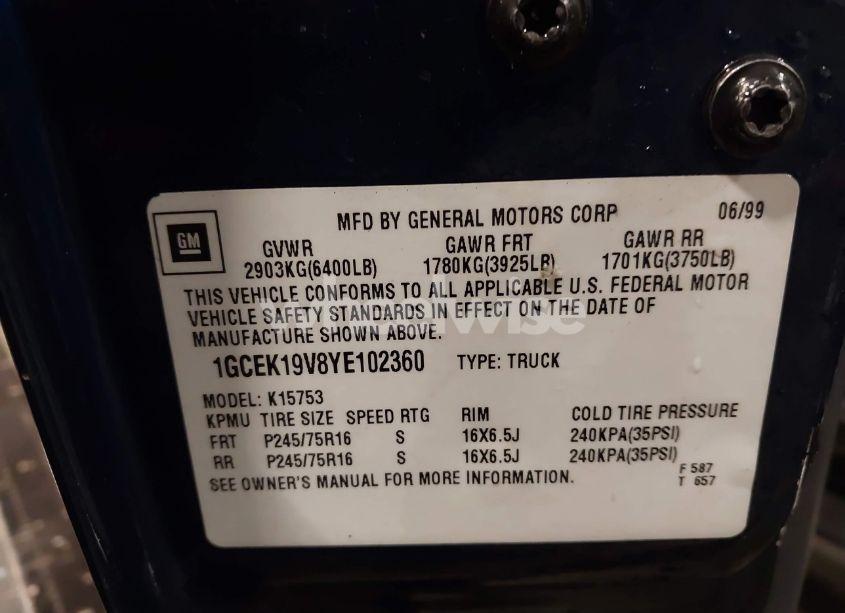 MFD BY GENERAL MOTORS CORP 06/99
GM
GVWR GAWR FRT GAWR RR
2903KG(6400LB) 1780KG(3925LB) 1701KG(3750LB)
THIS VEHICLE CONFORMS TO ALL APPLICABLE U.S. FEDERAL MOTOR
VEHICLE SAFETY STANDARDS IN EFFECT ON THE DATE OF
MANUFACTURE SHOWN ABOVE.
1GCEK19V8YE102360 TYPE: TRUCK
MODEL: K15753
KPMU TIRE SIZE SPEED RTG RIM COLD TIRE PRESSURE
FRT P245/75R16 S 16X6.5J 240KPA(35PSI)
RR P245/75R16 S 16X6.5J 240KPA(35PSI)
SEE OWNER'S MANUAL FOR MORE INFORMATION.
F 587
T 657